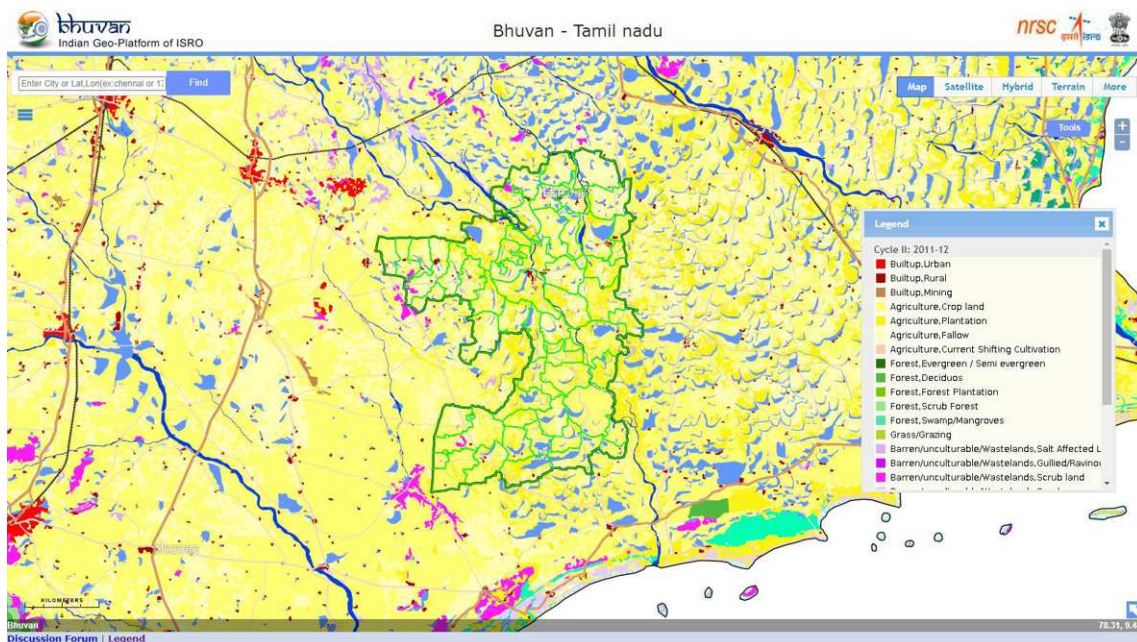 bhuvan
Indian Geo-Platform of ISRO
Bhuvan - Tamil nadu
nrsc
इसरो isro
Enter City or Lat,Lon(ex:chennai or 13
Find
Map Satellite Hybrid Terrain More
Tools
+
-
Legend
x
Cycle II: 2011-12
Builtup,Urban
Builtup,Rural
Builtup,Mining
Agriculture,Crop land
Agriculture,Plantation
Agriculture,Fallow
Agriculture,Current Shifting Cultivation
Forest,Evergreen / Semi evergreen
Forest,Deciduos
Forest,Forest Plantation
Forest,Scrub Forest
Forest,Swamp/Mangroves
Grass/Grazing
Barren/unculturable/Wastelands,Salt Affected L
Barren/unculturable/Wastelands,Gullied/Ravinou
Barren/unculturable/Wastelands,Scrub land
KILOMETERS
Bhuvan
78.31, 9.4
Discussion Forum | Legend